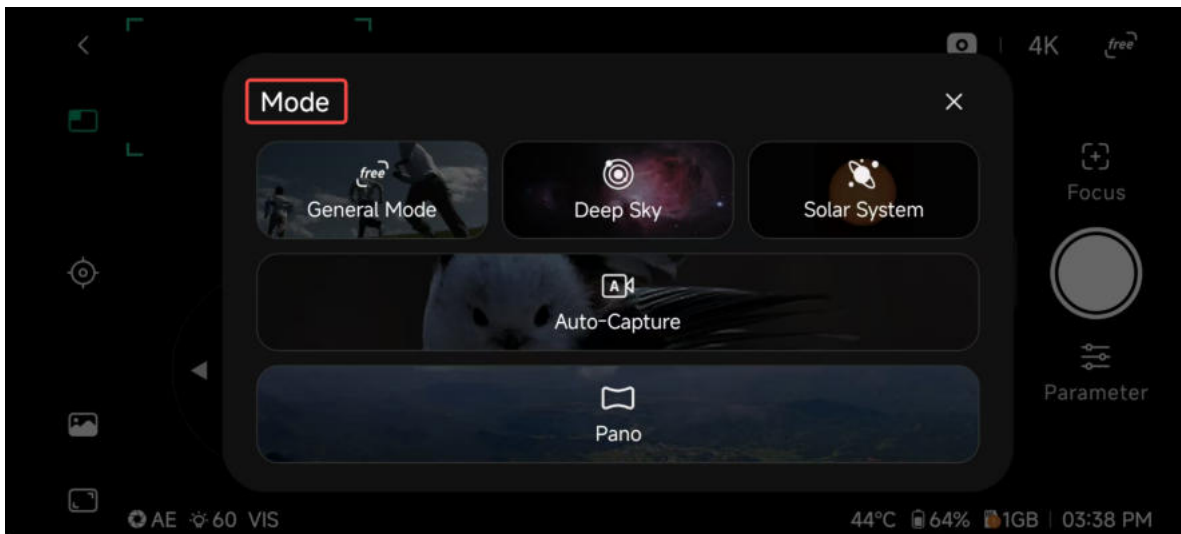 4K free
Mode
free
General Mode
Deep Sky
Solar System
Focus
A
Auto-Capture
Parameter
Pano
AE 60 VIS
44°C 64% 1GB 03:38 PM